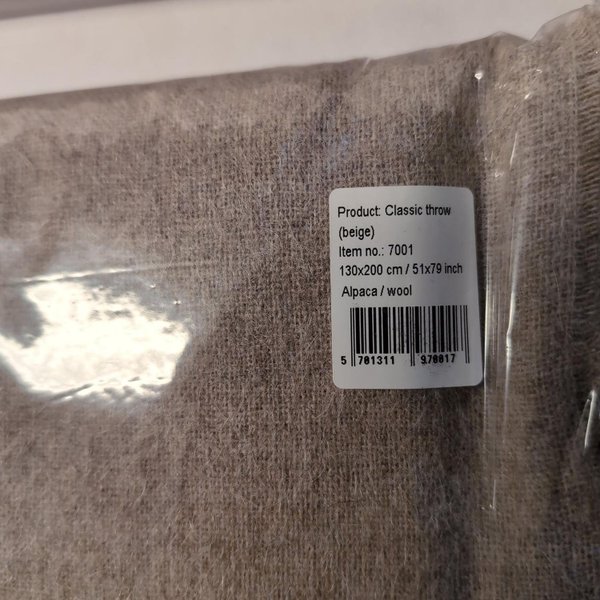 Product: Classic throw
(beige)
Item no.: 7001
130x200 cm / 51x79 inch
Alpaca / wool
5 701311 970017